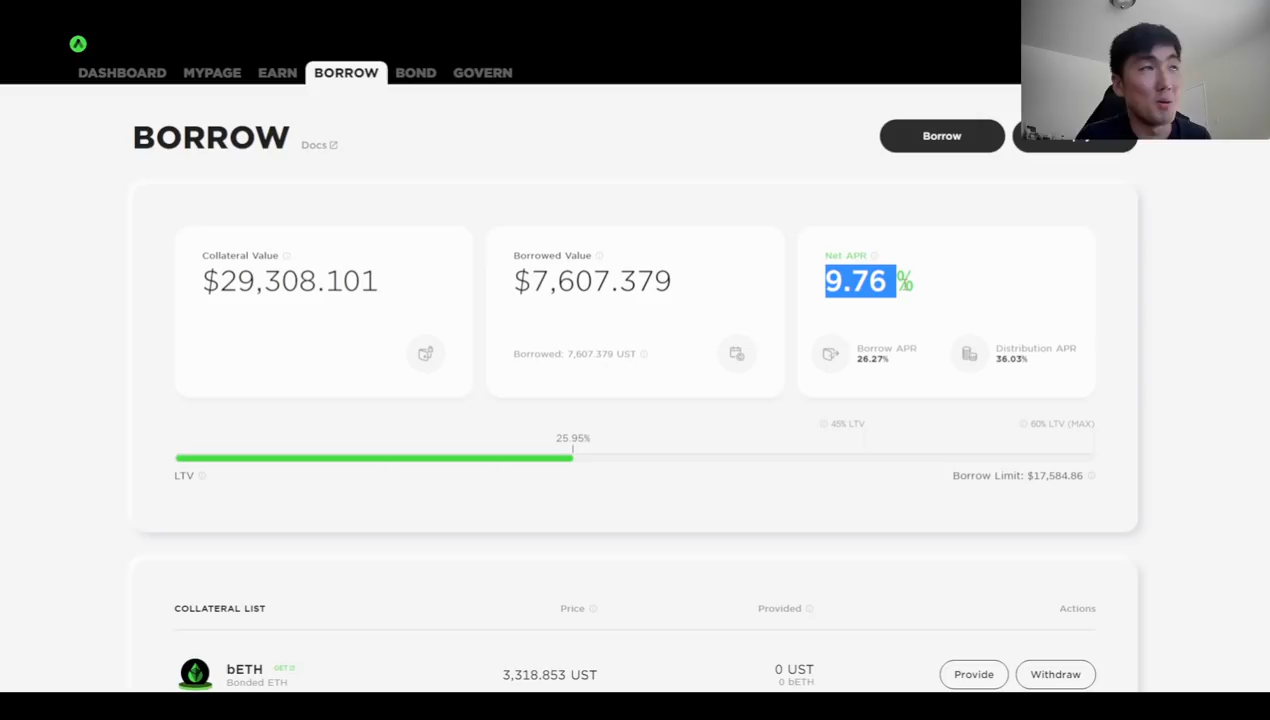 DASHBOARD MYPAGE EARN BORROW BOND GOVERN
BORROW Docs
Borrow
Collateral Value
$29,308.101
Borrowed Value
$7,607.379
Borrowed: 7,607.379 UST
Net APR
9.76 %
Borrow APR
26.27%
Distribution APR
36.03%
45% LTV
60% LTV (MAX)
25.95%
LTV
Borrow Limit: $17,584.86
COLLATERAL LIST Price Provided Actions
bETH GET
Bonded ETH
3,318.853 UST
0 UST
0 bETH
Provide
Withdraw